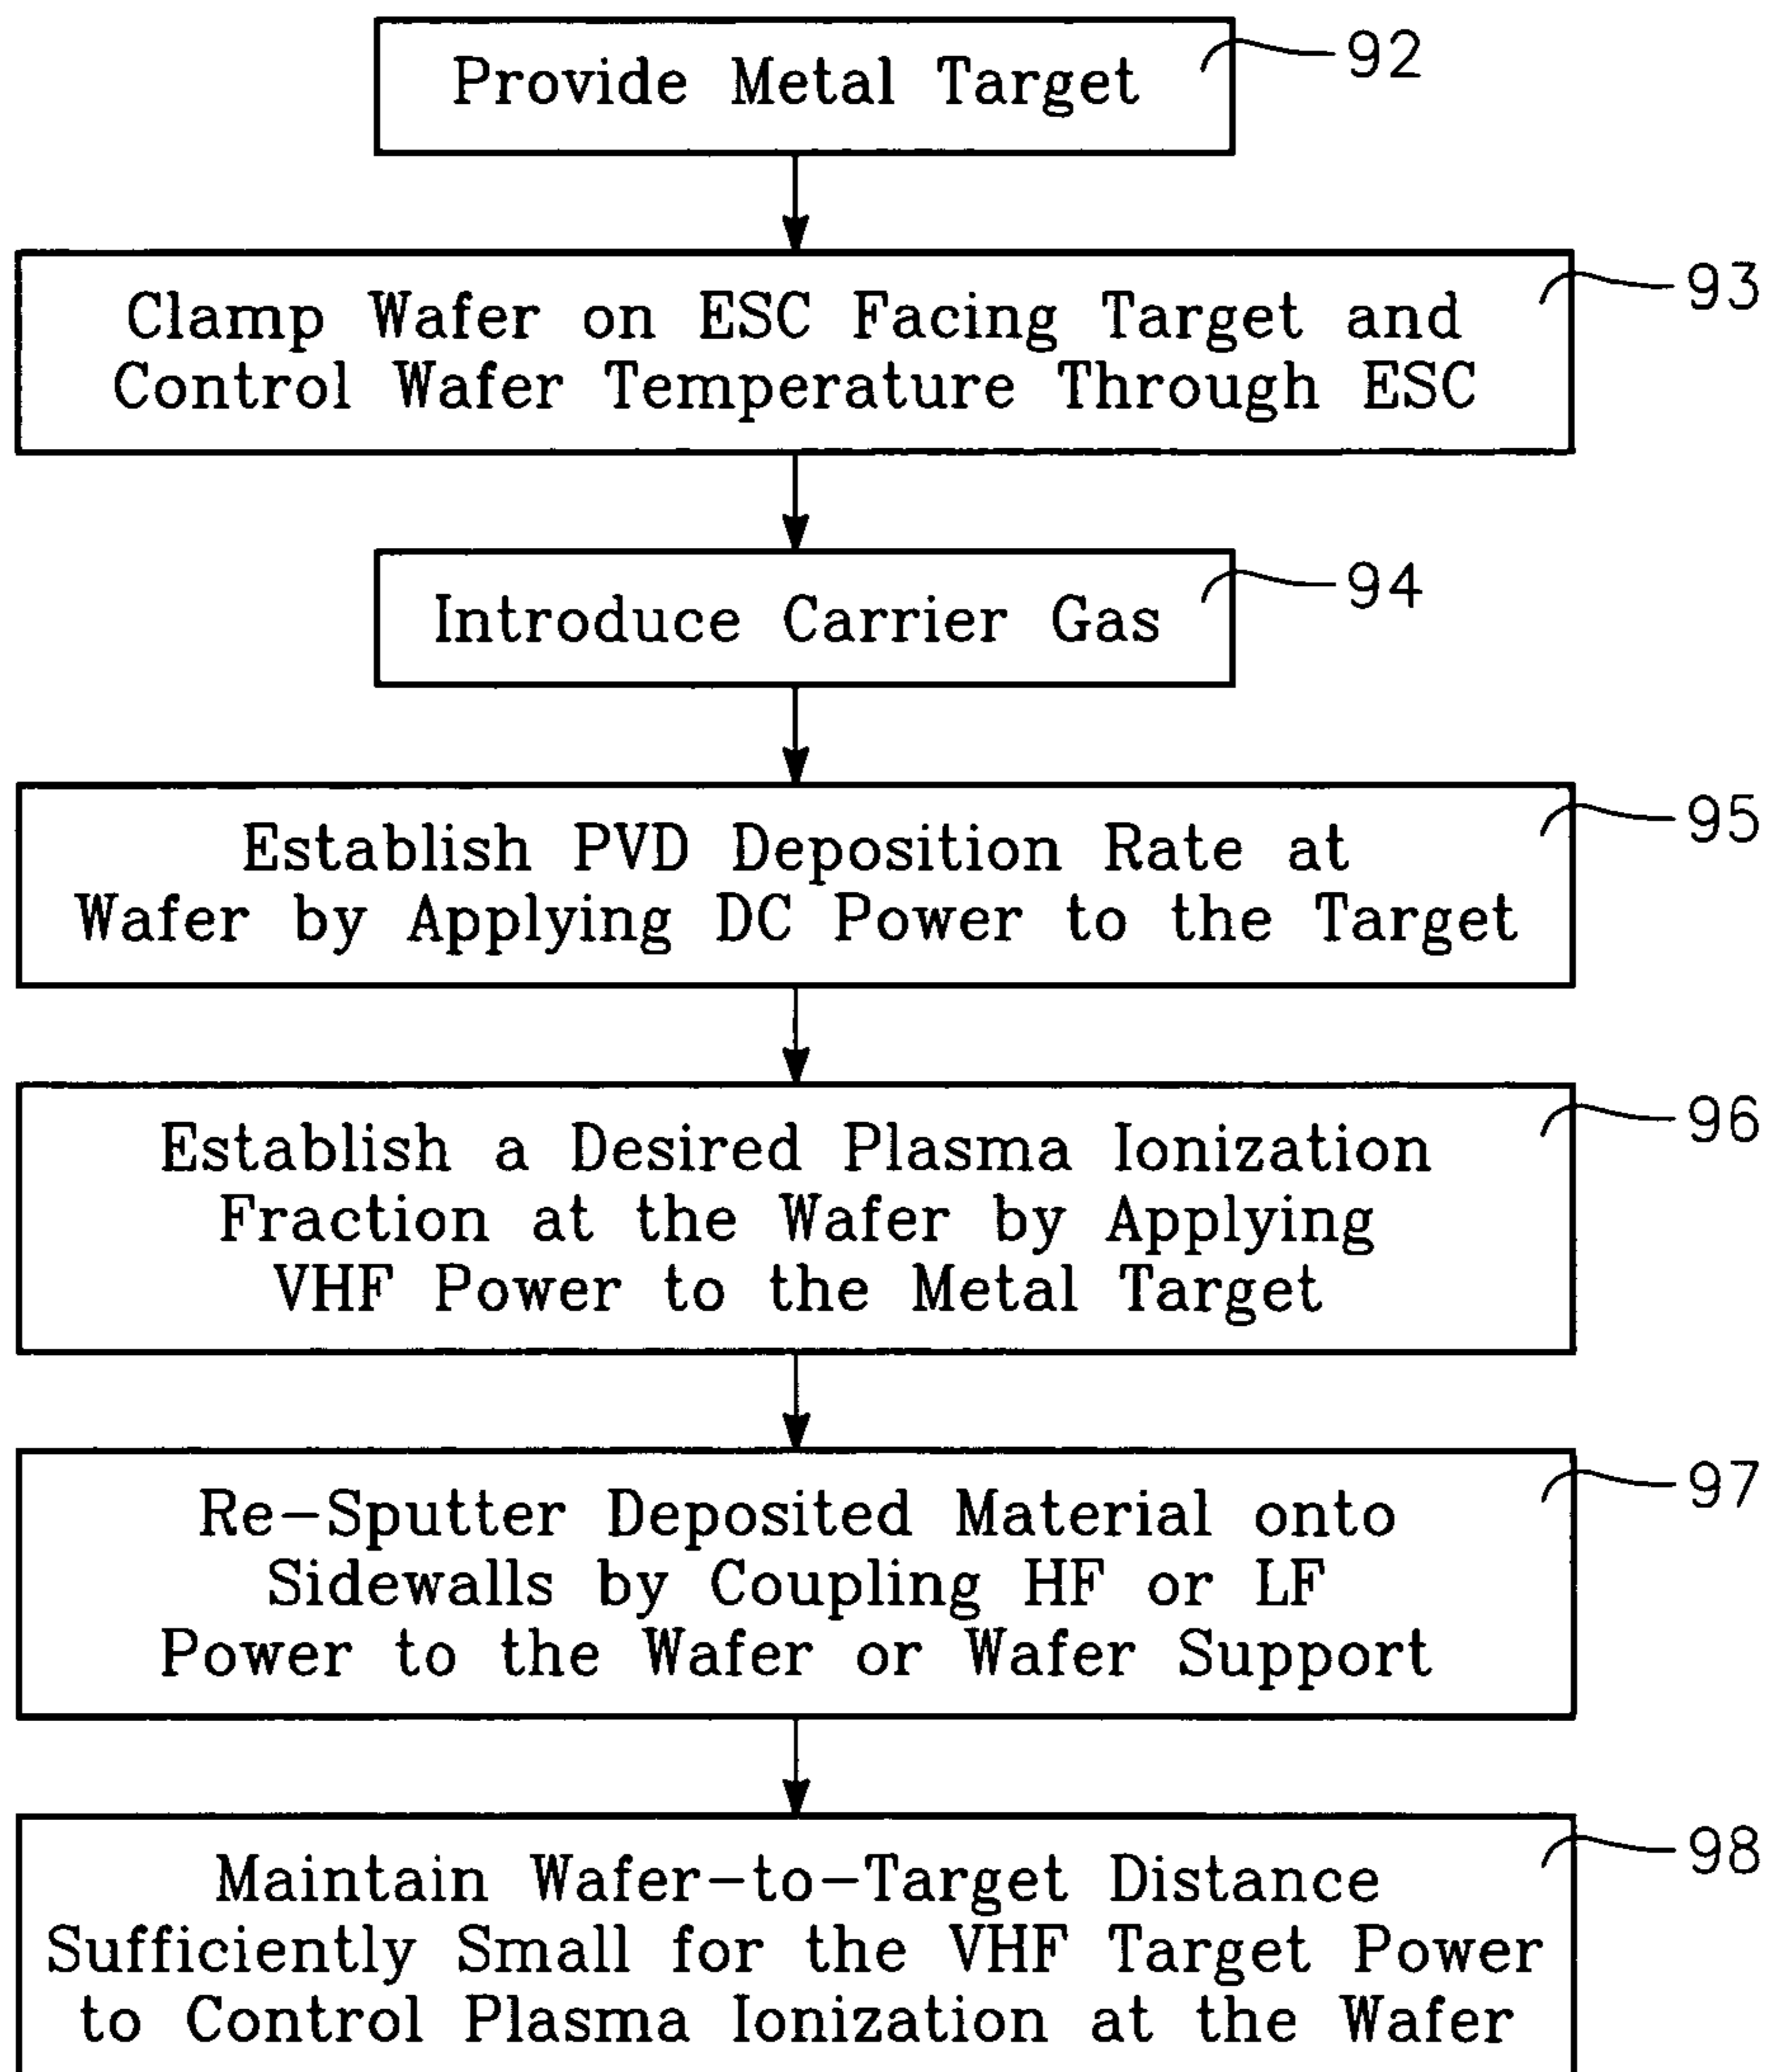 Provide Metal Target
92
Clamp Wafer on ESC Facing Target and
Control Wafer Temperature Through ESC
93
Introduce Carrier Gas
94
Establish PVD Deposition Rate at
Wafer by Applying DC Power to the Target
95
Establish a Desired Plasma Ionization
Fraction at the Wafer by Applying
VHF Power to the Metal Target
96
Re-Sputter Deposited Material onto
Sidewalls by Coupling HF or LF
Power to the Wafer or Wafer Support
97
Maintain Wafer-to-Target Distance
Sufficiently Small for the VHF Target Power
to Control Plasma Ionization at the Wafer
98